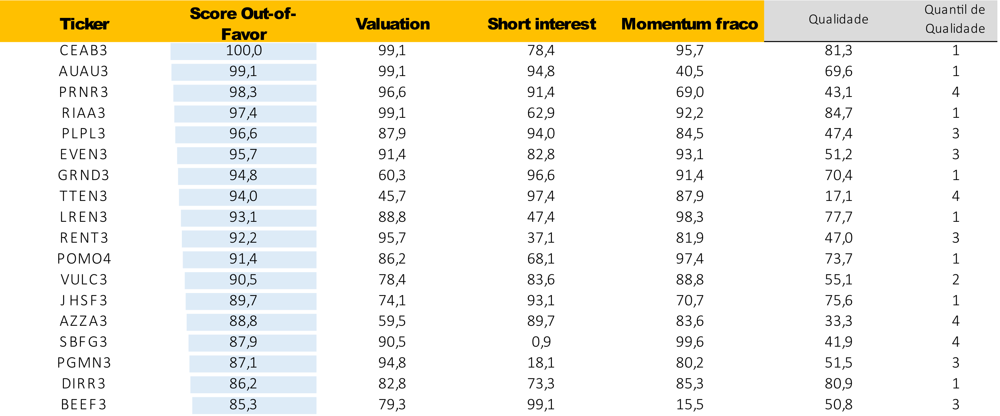 Ticker Score Out-of-Favor Valuation Short interest Momentum fraco Qualidade Quantil de Qualidade
CEAB3 100,0 99,1 78,4 95,7 81,3 1
AUAU3 99,1 99,1 94,8 40,5 69,6 1
PRNR3 98,3 96,6 91,4 69,0 43,1 4
RIAA3 97,4 99,1 62,9 92,2 84,7 1
PLPL3 96,6 87,9 94,0 84,5 47,4 3
EVEN3 95,7 91,4 82,8 93,1 51,2 3
GRND3 94,8 60,3 96,6 91,4 70,4 1
TTEN3 94,0 45,7 97,4 87,9 17,1 4
LREN3 93,1 88,8 47,4 98,3 77,7 1
RENT3 92,2 95,7 37,1 81,9 47,0 3
POMO4 91,4 86,2 68,1 97,4 73,7 1
VULC3 90,5 78,4 83,6 88,8 55,1 2
JHSF3 89,7 74,1 93,1 70,7 75,6 1
AZZA3 88,8 59,5 89,7 83,6 33,3 4
SBFG3 87,9 90,5 0,9 99,6 41,9 4
PGMN3 87,1 94,8 18,1 80,2 51,5 3
DIRR3 86,2 82,8 73,3 85,3 80,9 1
BEEF3 85,3 79,3 99,1 15,5 50,8 3